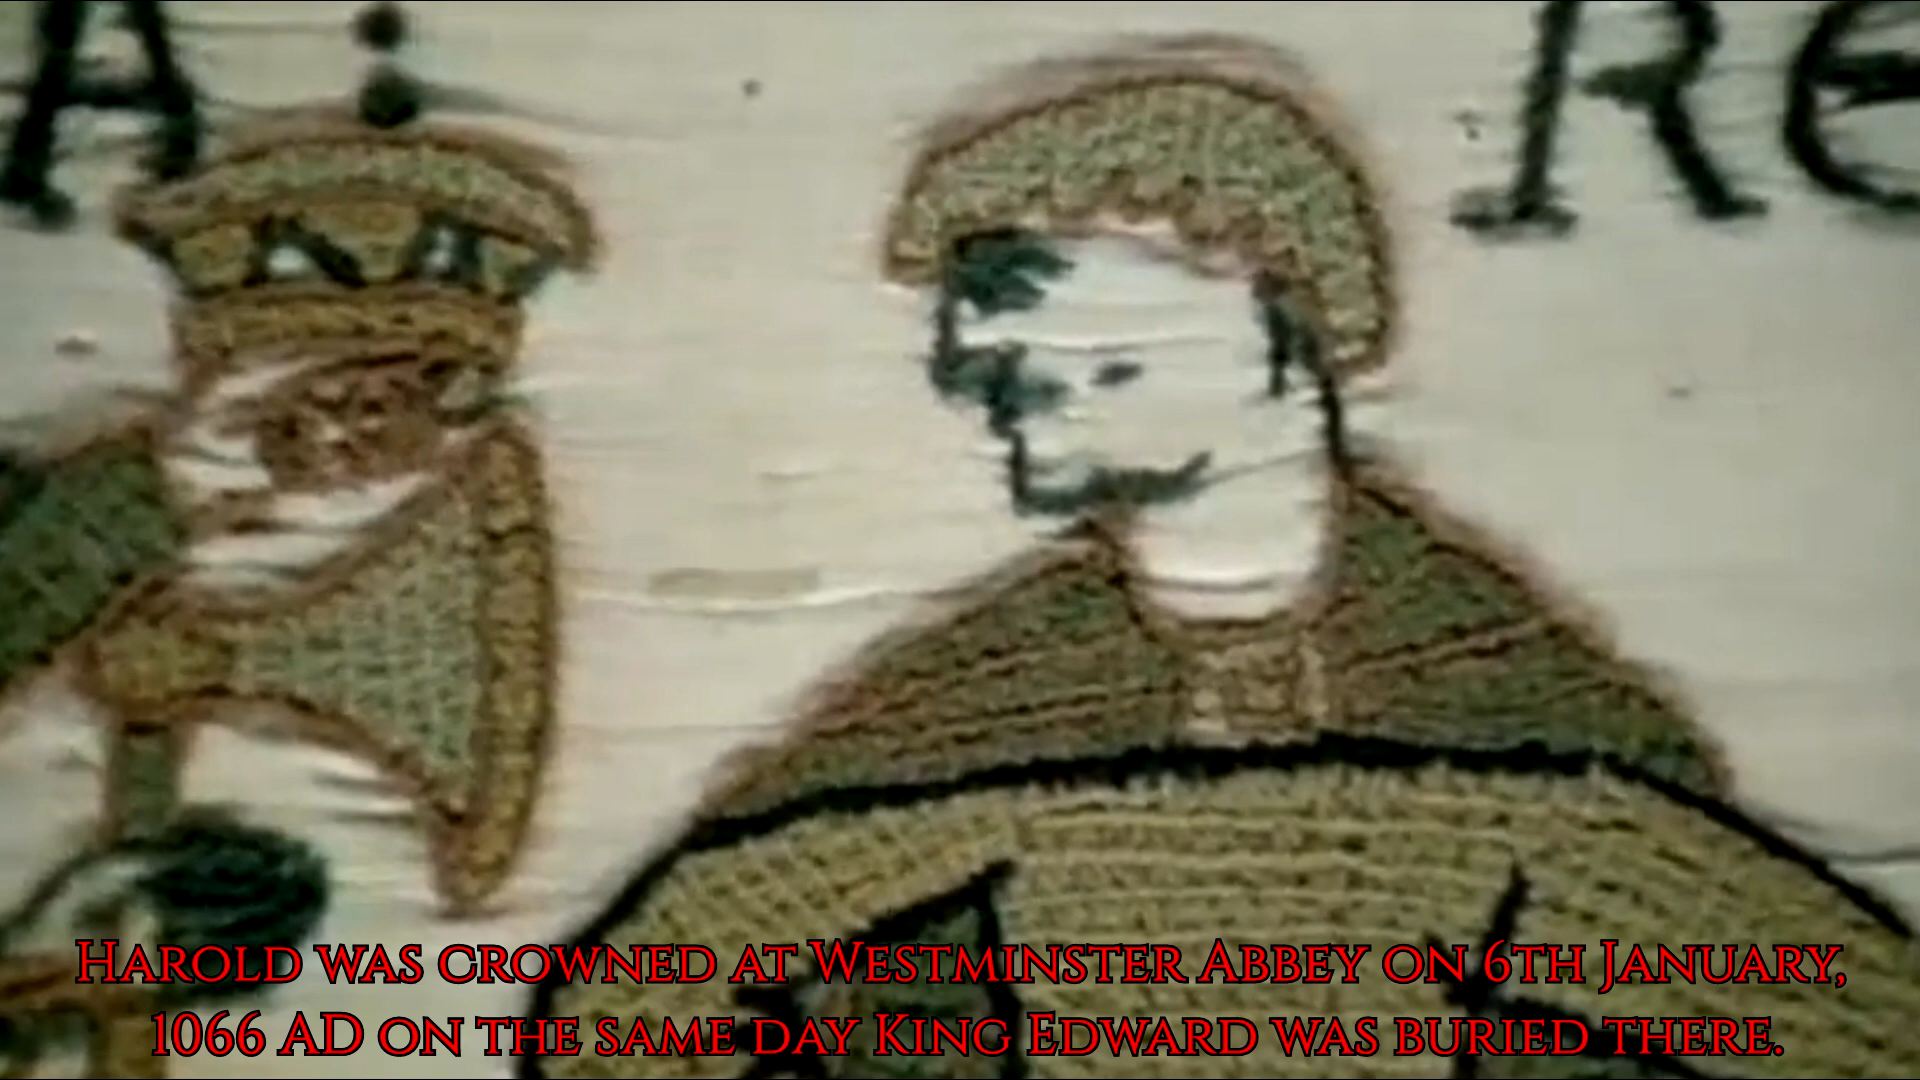 A : Re
Harold was crowned at Westminster Abbey on 6th January,
1066 AD on the same day King Edward was buried there.